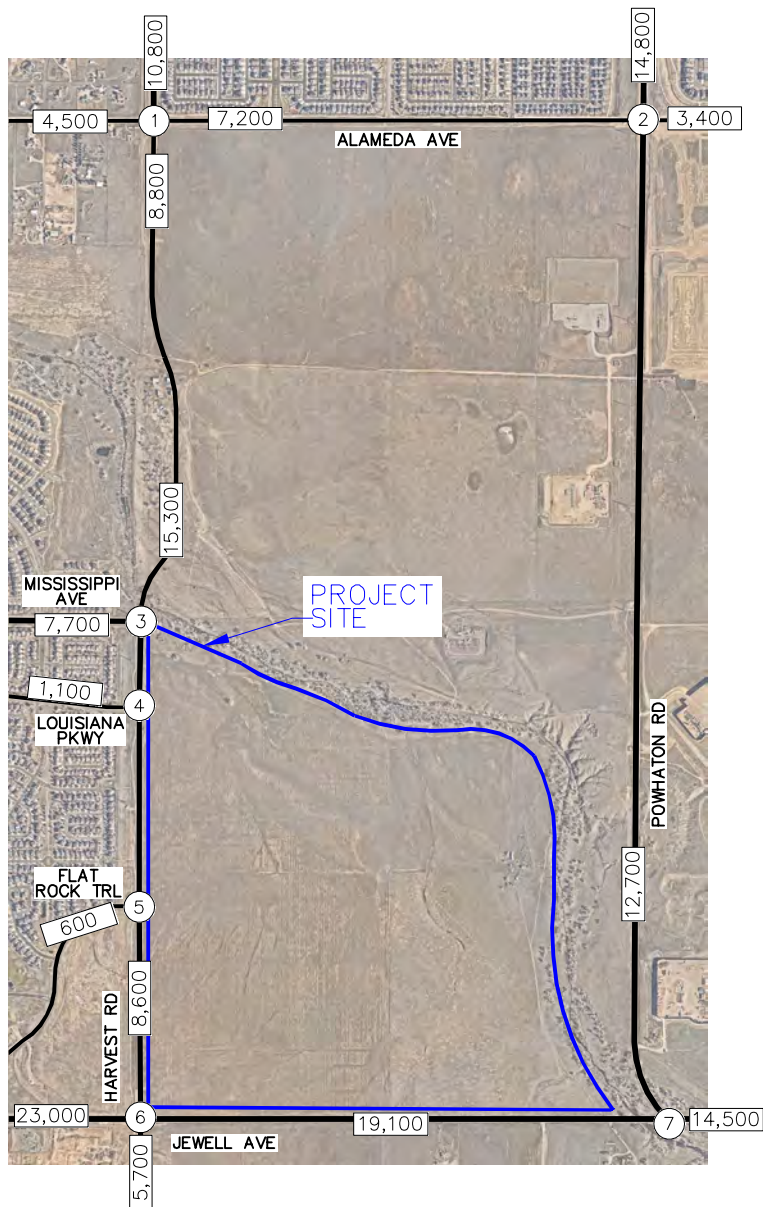 10,800
14,800
4,500
1
7,200
2
3,400
ALAMEDA AVE
8,800
15,300
MISSISSIPPI
AVE
7,700
3
PROJECT
SITE
1,100
4
LOUISIANA
PKWY
POWHATON RD
FLAT
ROCK TRL
600
5
12,700
8,600
HARVEST RD
23,000
6
19,100
7
14,500
JEWELL AVE
5,700